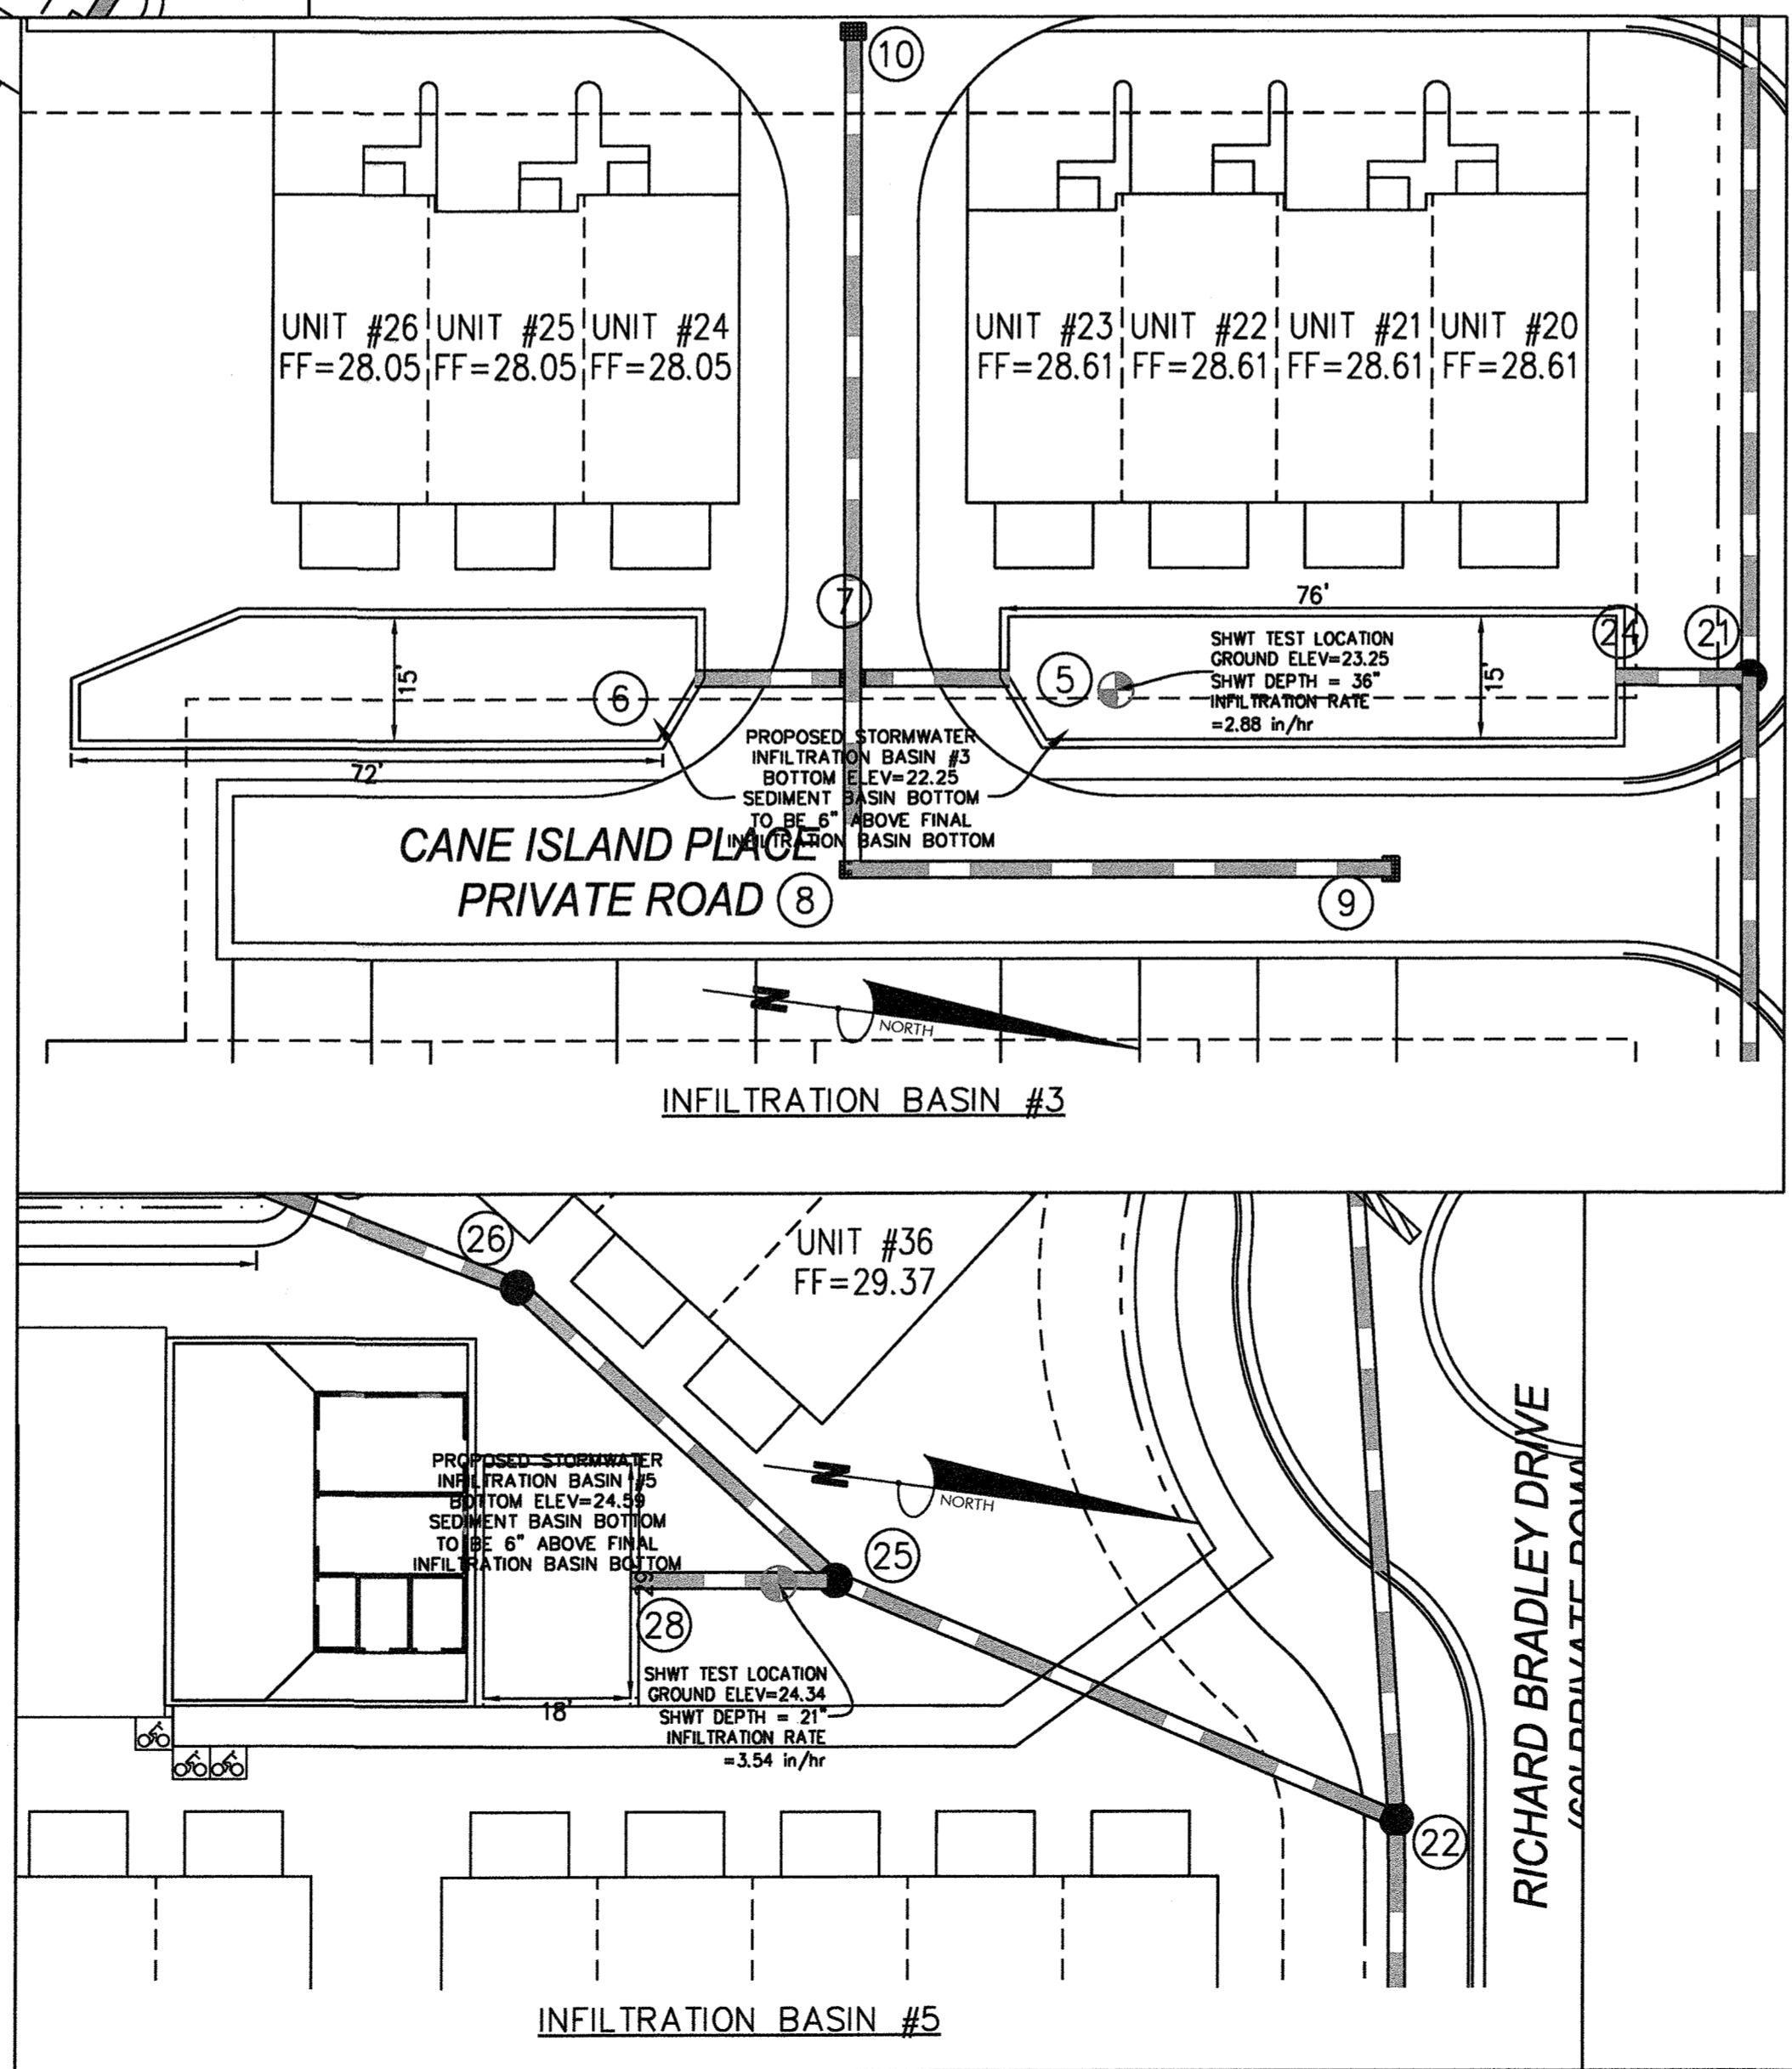 10
UNIT #26 UNIT #25 UNIT #24
FF=28.05 FF=28.05 FF=28.05
UNIT #23 UNIT #22 UNIT #21 UNIT #20
FF=28.61 FF=28.61 FF=28.61 FF=28.61
7
76'
24
21
SHWT TEST LOCATION
GROUND ELEV=23.25
SHWT DEPTH = 36"
INFILTRATION RATE
=2.88 in/hr
15'
15'
6
5
PROPOSED STORMWATER
INFILTRATION BASIN #3
BOTTOM ELEV=22.25
SEDIMENT BASIN BOTTOM
TO BE 6" ABOVE FINAL
INFILTRATION BASIN BOTTOM
72'
CANE ISLAND PLACE
PRIVATE ROAD
8
9
N
NORTH
INFILTRATION BASIN #3
26
UNIT #36
FF=29.37
PROPOSED STORMWATER
INFILTRATION BASIN #5
BOTTOM ELEV=24.59
SEDIMENT BASIN BOTTOM
TO BE 6" ABOVE FINAL
INFILTRATION BASIN BOTTOM
N
NORTH
25
29'
28
SHWT TEST LOCATION
GROUND ELEV=24.34
SHWT DEPTH = 21"
INFILTRATION RATE
=3.54 in/hr
18'
22
RICHARD BRADLEY DRIVE
INFILTRATION BASIN #5